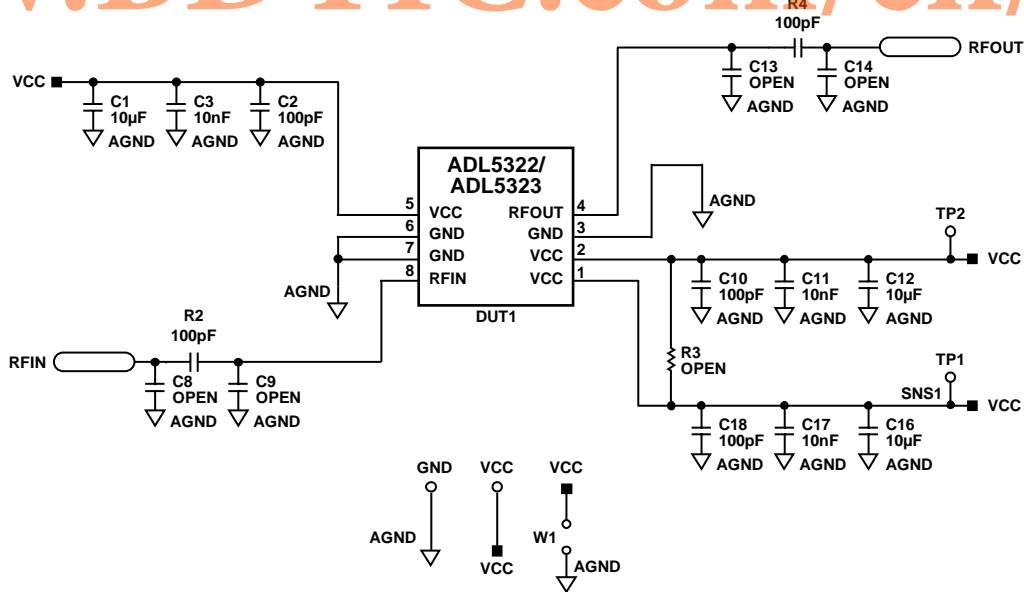 R4
100pF
RFOUT
C13
OPEN
AGND
C14
OPEN
AGND
VCC
C1
10µF
AGND
C3
10nF
AGND
C2
100pF
AGND
ADL5322/
ADL5323
5
VCC
6
GND
7
GND
8
RFIN
RFOUT
4
GND
3
VCC
2
VCC
1
DUT1
AGND
AGND
TP2
VCC
C10
100pF
AGND
C11
10nF
AGND
C12
10µF
AGND
R2
100pF
RFIN
C8
OPEN
AGND
C9
OPEN
AGND
R3
OPEN
TP1
SNS1
VCC
C18
100pF
AGND
C17
10nF
AGND
C16
10µF
AGND
GND
AGND
VCC
VCC
VCC
W1
AGND